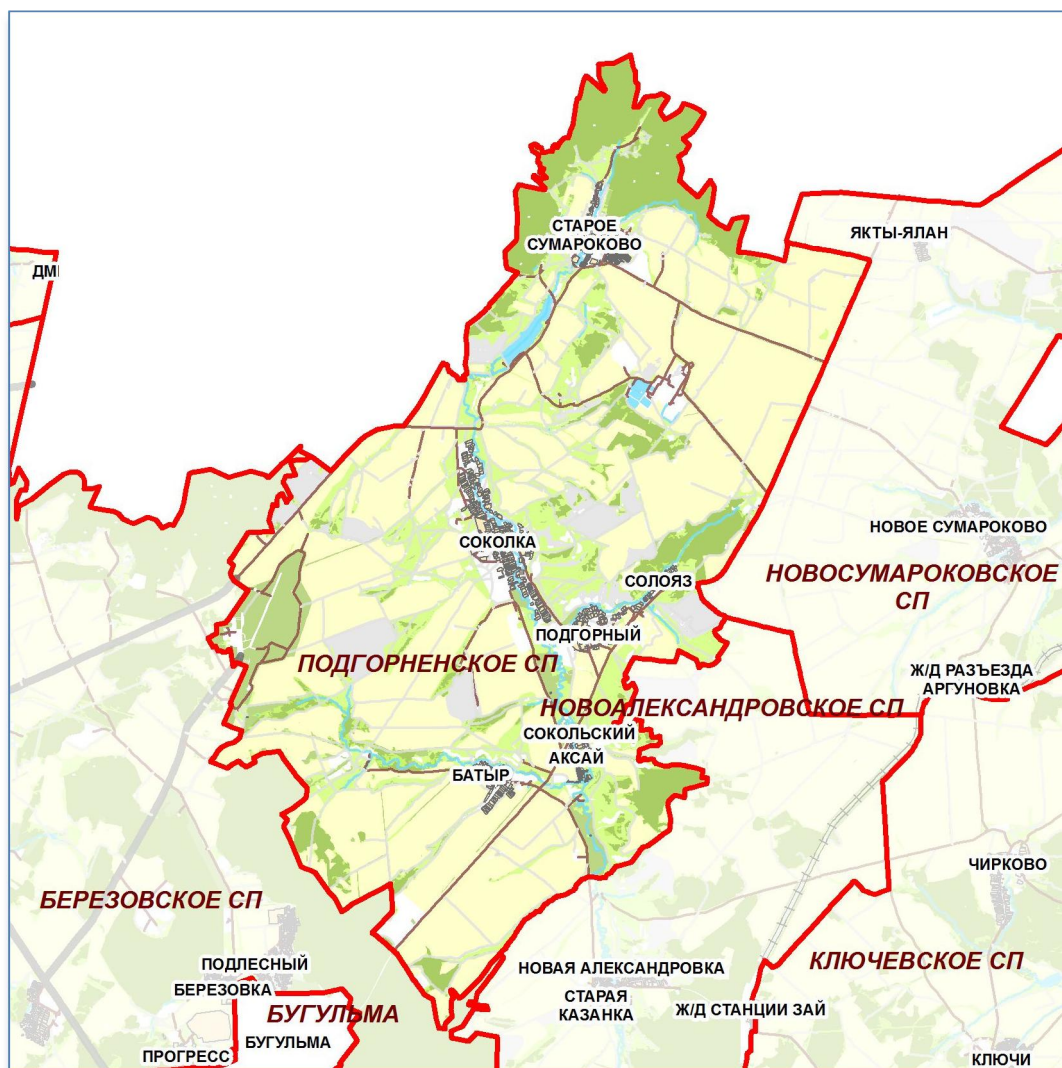 СТАРОЕ
СУМАРОКОВО
ЯКТЫ-ЯЛАН
ДМ
НОВОЕ СУМАРОКОВО
СОКОЛКА
НОВОСУМАРОКОВСКОЕ
СП
СОЛОЯЗ
ПОДГОРНЫЙ
ПОДГОРНЕНСКОЕ СП
Ж/Д РАЗЪЕЗДА
АРГУНОВКА
НОВОАЛЕКСАНДРОВСКОЕ СП
СОКОЛЬСКИЙ
АКСАЙ
БАТЫР
ЧИРКОВО
БЕРЕЗОВСКОЕ СП
ПОДЛЕСНЫЙ
НОВАЯ АЛЕКСАНДРОВКА
КЛЮЧЕВСКОЕ СП
БЕРЕЗОВКА
СТАРАЯ
КАЗАНКА
Ж/Д СТАНЦИИ ЗАЙ
БУГУЛЬМА
БУГУЛЬМА
ПРОГРЕСС
КЛЮЧИ